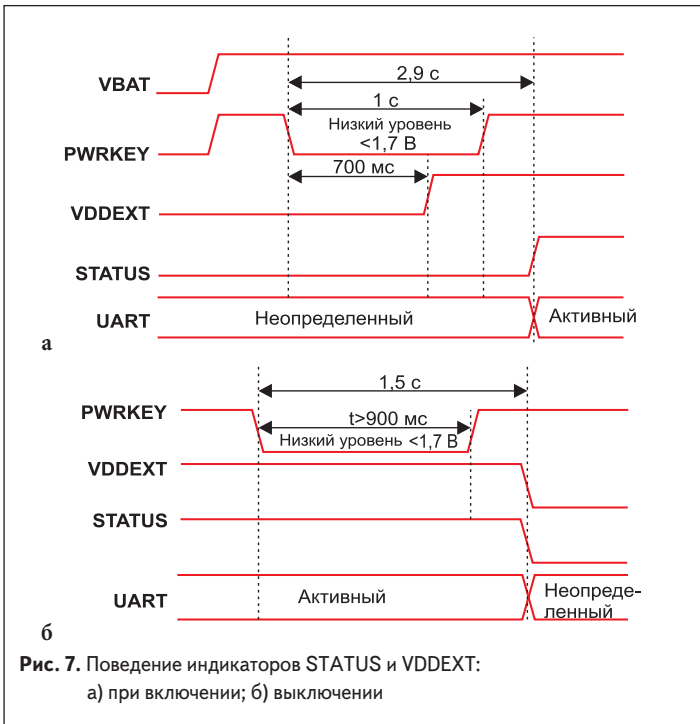 2,9 с
VBAT
1 с
Низкий уровень
<1,7 В
PWRKEY
700 мс
VDDEXT
STATUS
UART
Неопределенный
Активный
а
1,5 с
PWRKEY
t>900 мс
Низкий уровень <1,7 В
VDDEXT
STATUS
UART
Активный
Неопреде-
ленный
б
Рис. 7. Поведение индикаторов STATUS и VDDEXT:
а) при включении; б) выключении